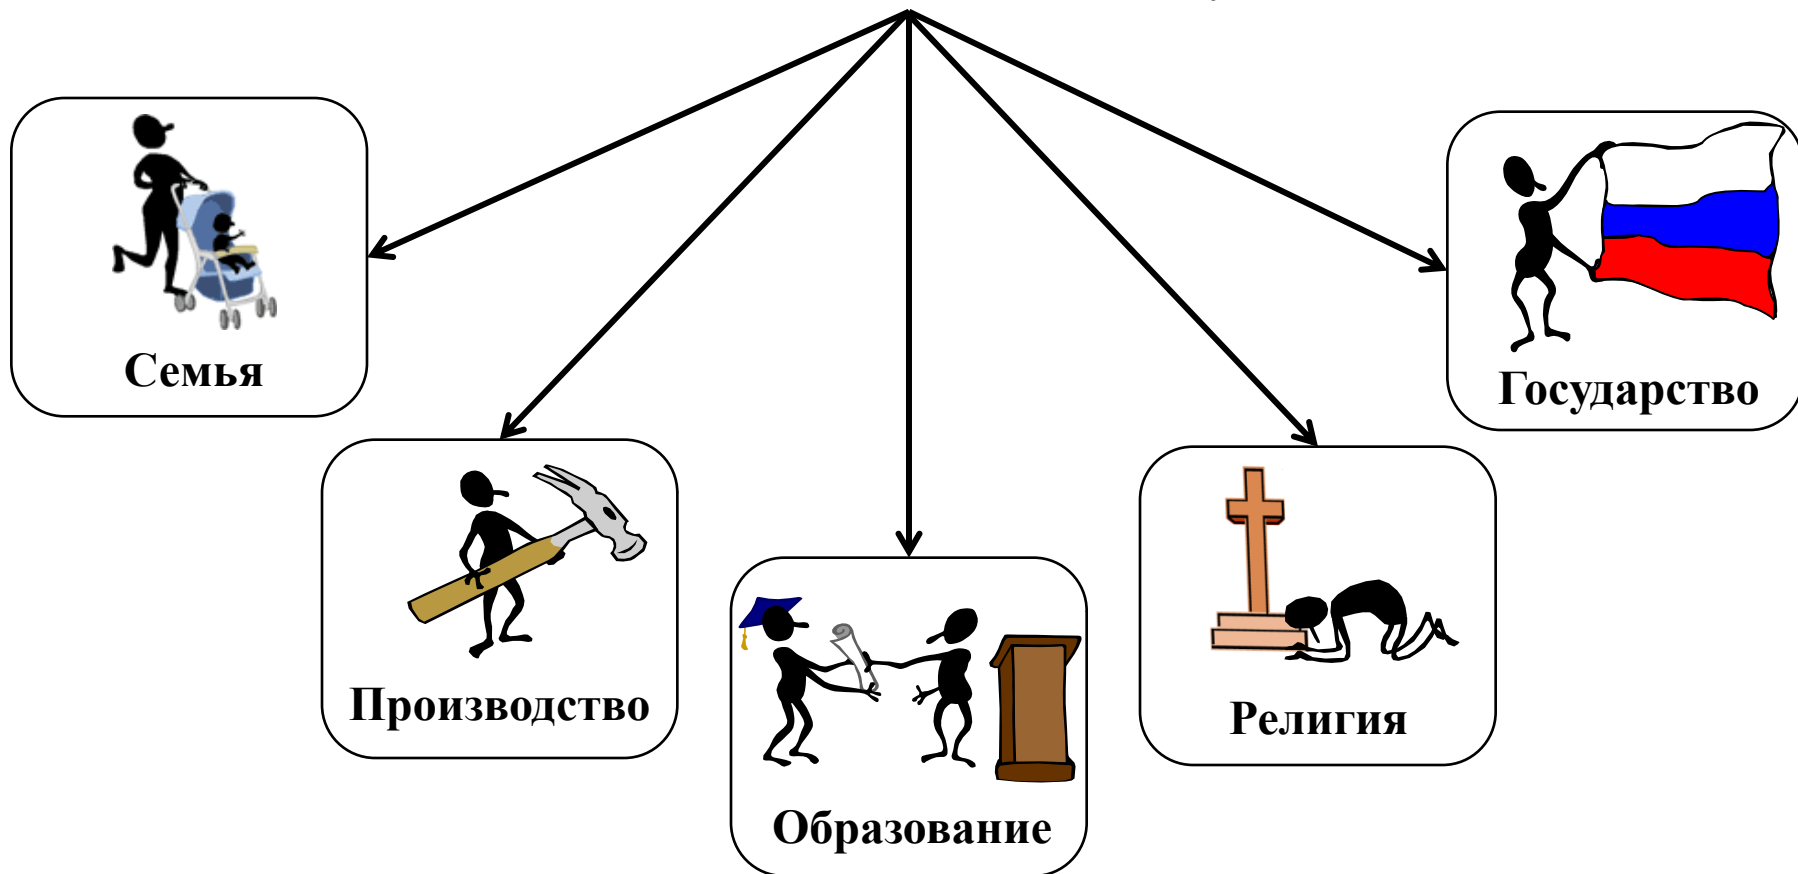 Семья
Государство
Производство
Религия
Образование